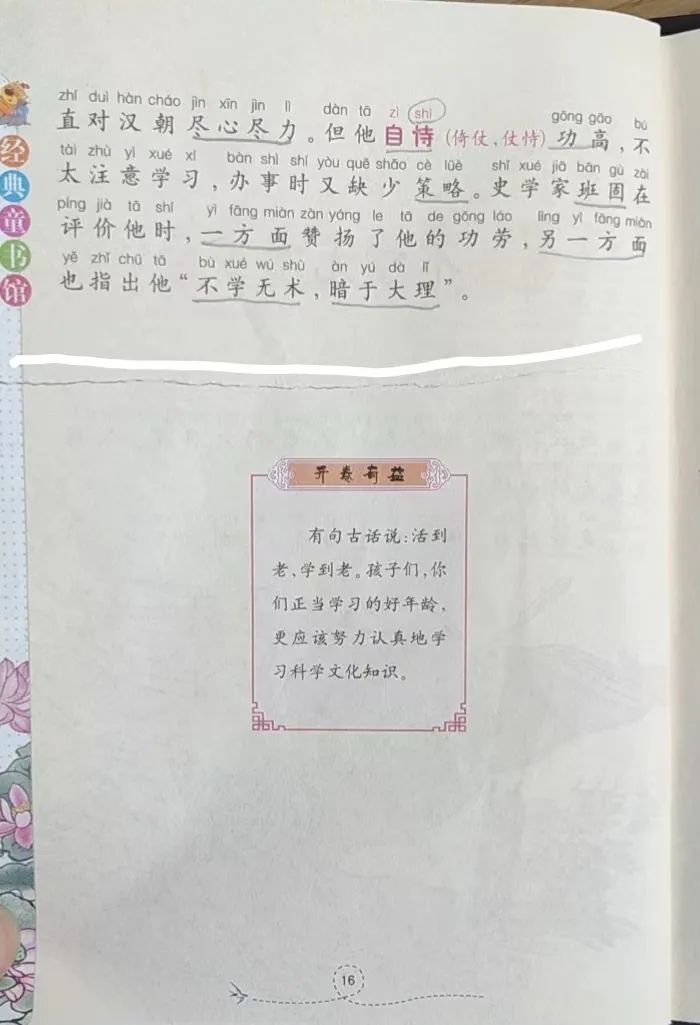 zhí duì hàn cháo jìn xīn jìn lì dàn tā zì shì gōng gāo bú
直对汉朝尽心尽力。但他自恃(倚仗,仗恃)功高,不
tài zhù yì xué xí bàn shì shí yòu quē shǎo cè lüè shǐ xué jiā bān gù zài
太注意学习,办事时又缺少策略。史学家班固在
píng jià tā shí yì fāng miàn zàn yáng le tā de gōng láo lìng yì fāng miàn
评价他时,一方面赞扬了他的功劳,另一方面
yě zhǐ chū tā bù xué wú shù àn yú dà lǐ
也指出他“不学无术,暗于大理”。
经典童书馆
开卷有益
有句古话说:活到
老,学到老。孩子们,你
们正当学习的好年龄,
更应该努力认真地学
习科学文化知识。
16